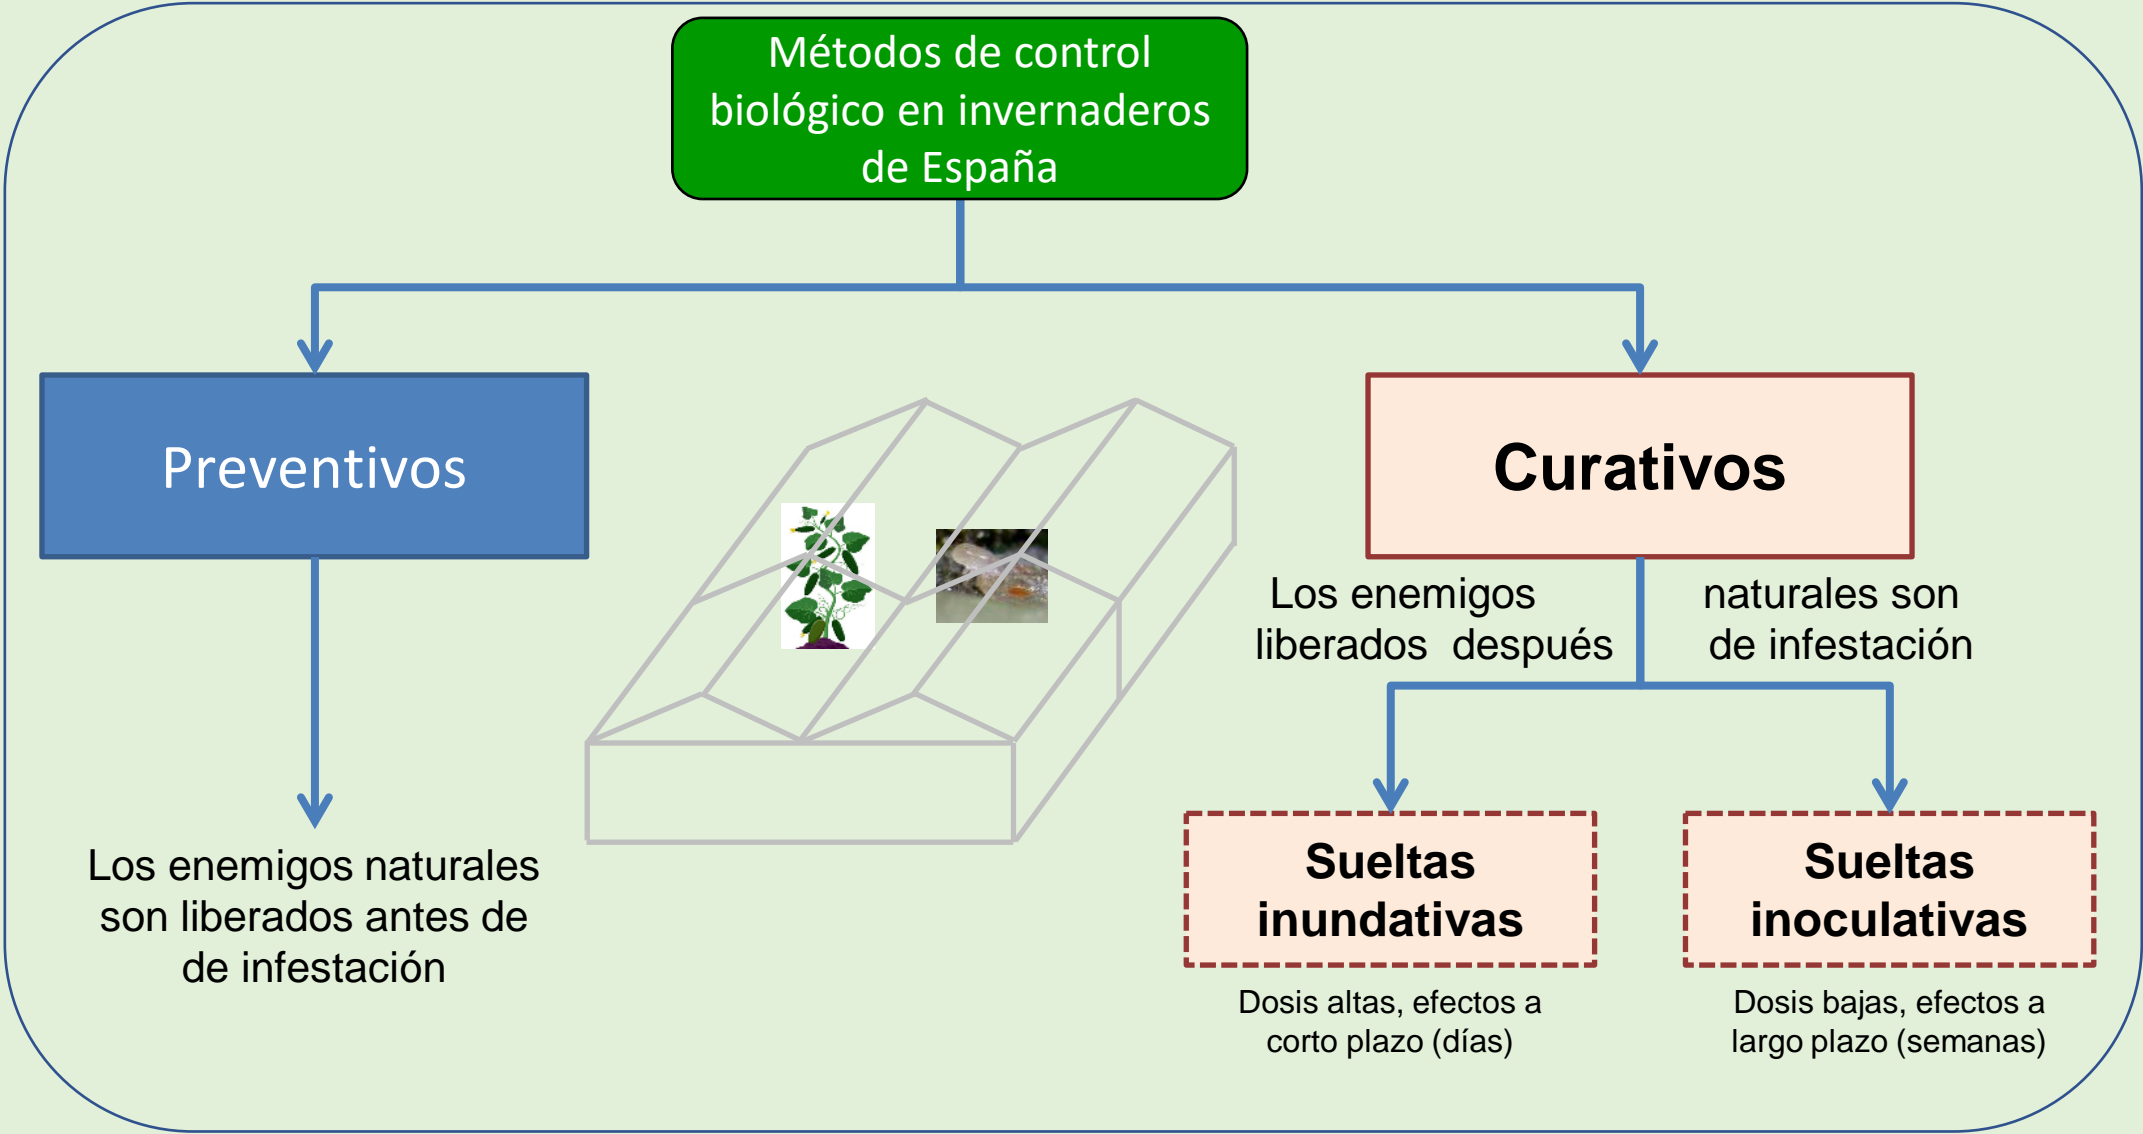 Métodos de control
biológico en invernaderos
de España
Preventivos
Los enemigos naturales
son liberados antes de
de infestación
Curativos
Los enemigos naturales son
liberados después de infestación
Sueltas
inundativas
Dosis altas, efectos a
corto plazo (días)
Sueltas
inoculativas
Dosis bajas, efectos a
largo plazo (semanas)